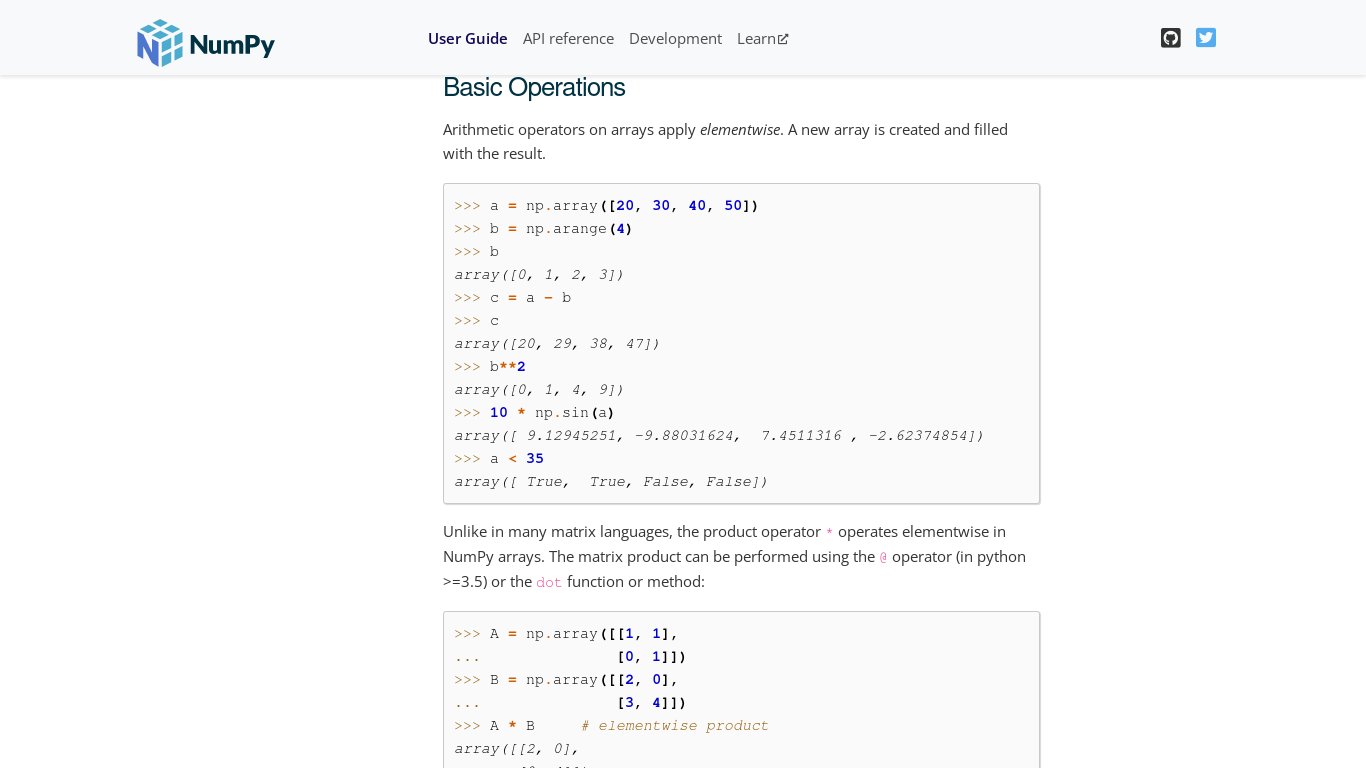 NumPy
User Guide
API reference
Development
Learn
Basic Operations
Arithmetic operators on arrays apply elementwise. A new array is created and filled
with the result.
>>> a = np.array([20, 30, 40, 50])
>>> b = np.arange(4)
>>> b
array([0, 1, 2, 3])
>>> c = a - b
>>> c
array([20, 29, 38, 47])
>>> b**2
array([0, 1, 4, 9])
>>> 10 * np.sin(a)
array([ 9.12945251, -9.88031624,  7.4511316 , -2.62374854])
>>> a < 35
array([ True,  True, False, False])
Unlike in many matrix languages, the product operator * operates elementwise in
NumPy arrays. The matrix product can be performed using the @ operator (in python
>=3.5) or the dot function or method:
>>> A = np.array([[1, 1],
...               [0, 1]])
>>> B = np.array([[2, 0],
...               [3, 4]])
>>> A * B     # elementwise product
array([[2, 0],